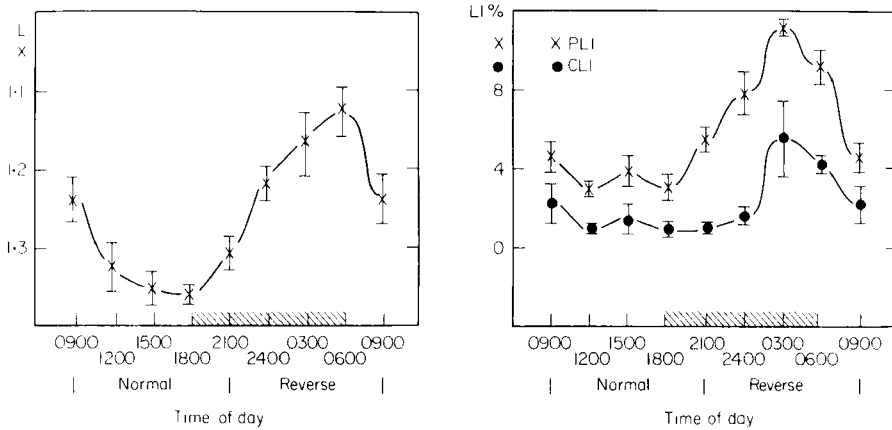 L
X
1·1
1·2
1·3
0900 1500 2100 0300 0900
1200 1800 2400 0600
| Normal | Reverse |
Time of day
LI%
X X PLI
● ● CLI
8
4
0
0900 1500 2100 0300 0900
1200 1800 2400 0600
| Normal | Reverse |
Time of day